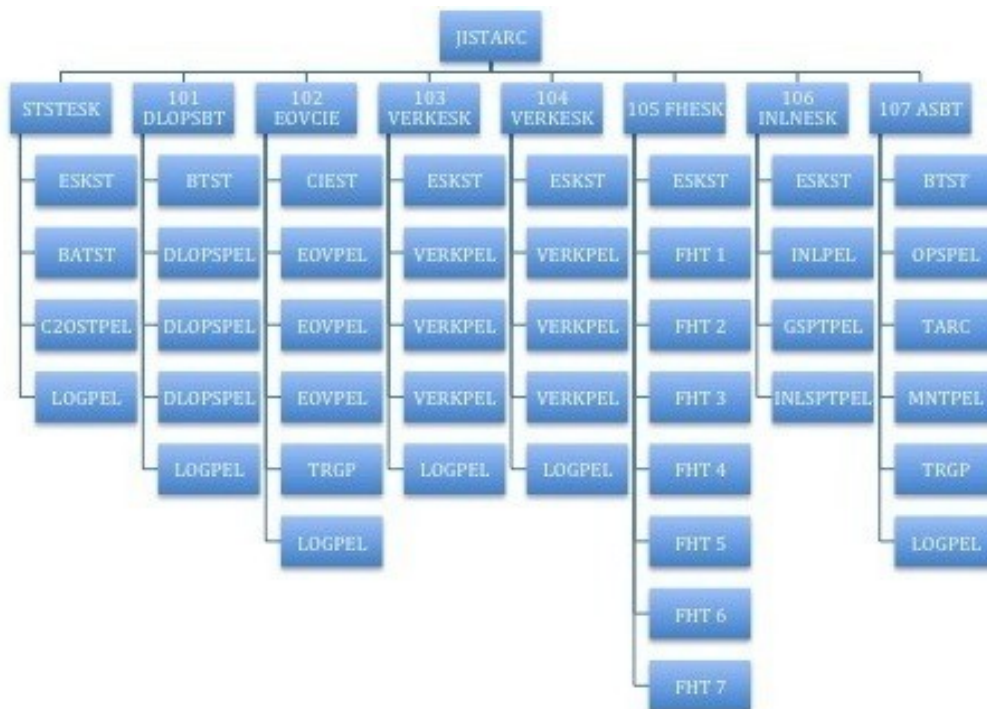 JISTARC
STSTESK
101
DLOPSBT
102
EOVCIE
103
VERKESK
104
VERKESK
105 FHESK
106
INLNESK
107 ASBT
ESKST
BATST
C2OSTPEL
LOGPEL
BTST
DLOPSPEL
DLOPSPEL
DLOPSPEL
LOGPEL
CIEST
EOVPEL
EOVPEL
EOVPEL
TRGP
LOGPEL
ESKST
VERKPEL
VERKPEL
VERKPEL
LOGPEL
ESKST
VERKPEL
VERKPEL
VERKPEL
LOGPEL
ESKST
FHT 1
FHT 2
FHT 3
FHT 4
FHT 5
FHT 6
FHT 7
ESKST
INLPEL
GSPTPEL
INLSPTPEL
BTST
OPSPEL
TARC
MNTPEL
TRGP
LOGPEL